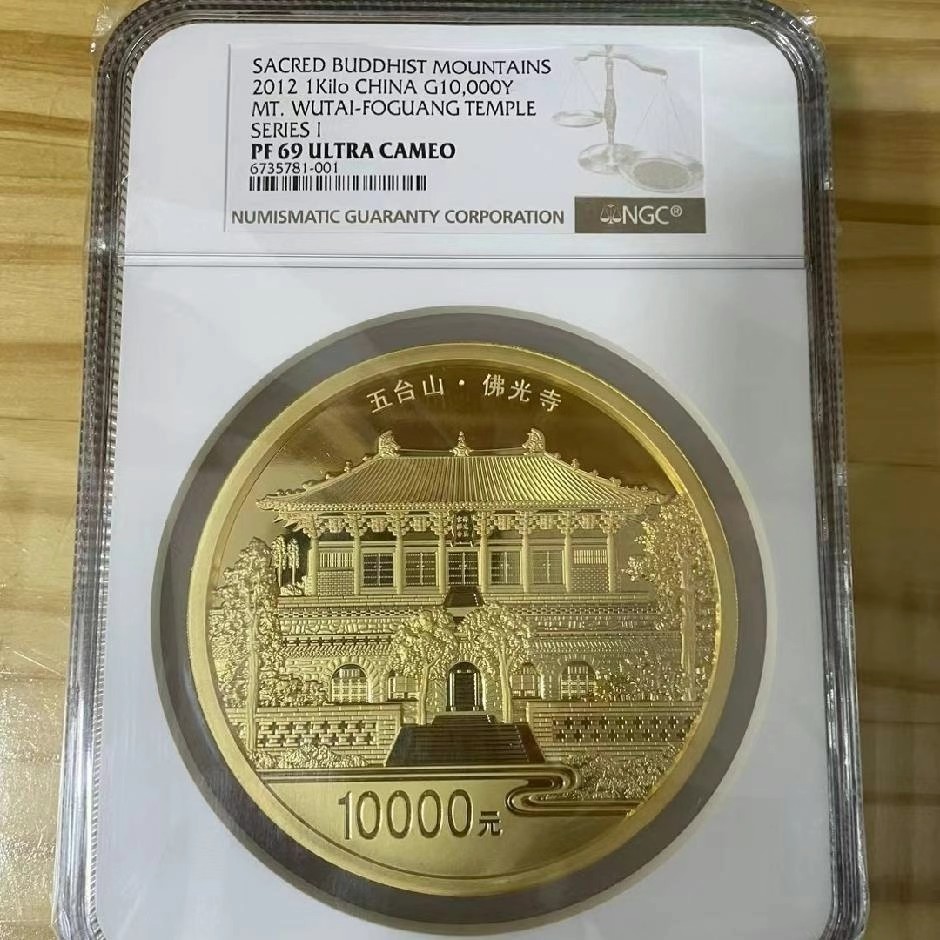 SACRED BUDDHIST MOUNTAINS
2012 1Kilo CHINA G10,000Y
MT. WUTAI-FOGUANG TEMPLE
SERIES I
PF 69 ULTRA CAMEO
6735781-001
NUMISMATIC GUARANTY CORPORATION
NGC®
五台山·佛光寺
10000元